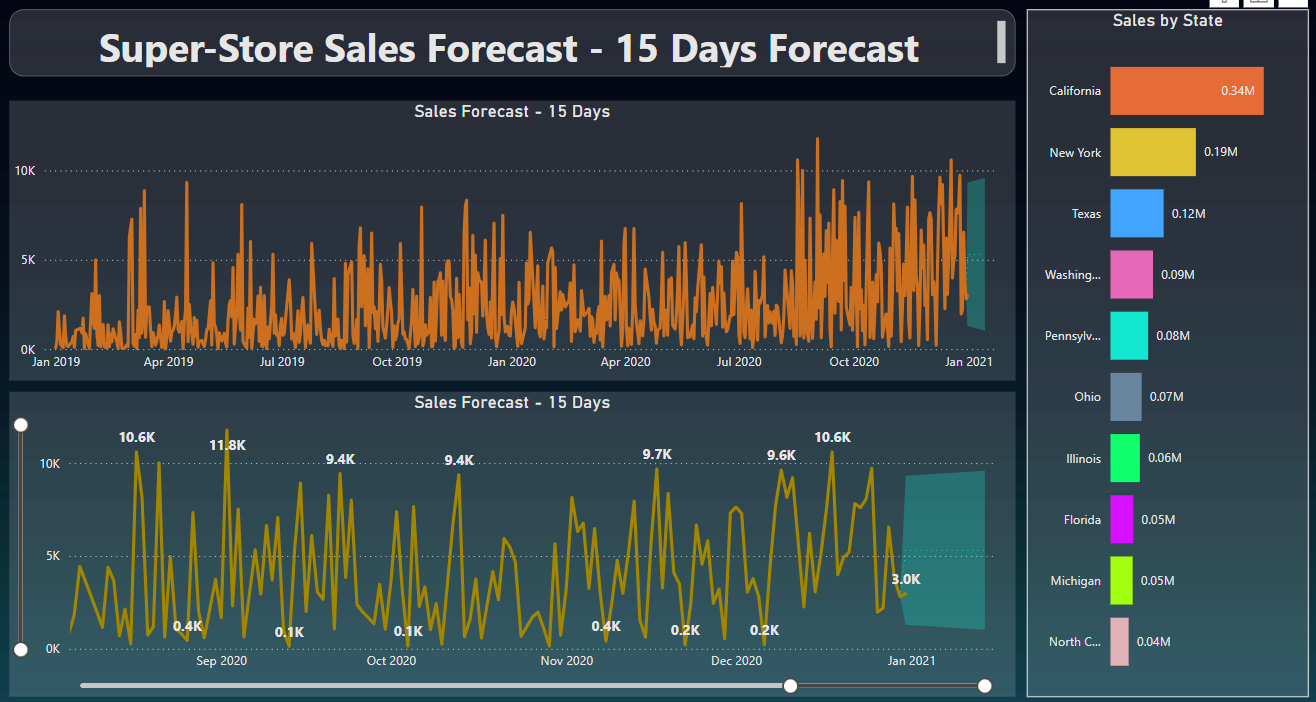 Super-Store Sales Forecast - 15 Days Forecast
Sales Forecast - 15 Days
10K
5K
0K
Jan 2019 Apr 2019 Jul 2019 Oct 2019 Jan 2020 Apr 2020 Jul 2020 Oct 2020 Jan 2021
Sales Forecast - 15 Days
10.6K 11.8K 9.4K 9.4K 9.7K 9.6K 10.6K
10K
5K
3.0K
0.4K 0.1K 0.1K 0.4K 0.2K 0.2K
0K
Sep 2020 Oct 2020 Nov 2020 Dec 2020 Jan 2021
Sales by State
California 0.34M
New York 0.19M
Texas 0.12M
Washing... 0.09M
Pennsylv... 0.08M
Ohio 0.07M
Illinois 0.06M
Florida 0.05M
Michigan 0.05M
North C... 0.04M